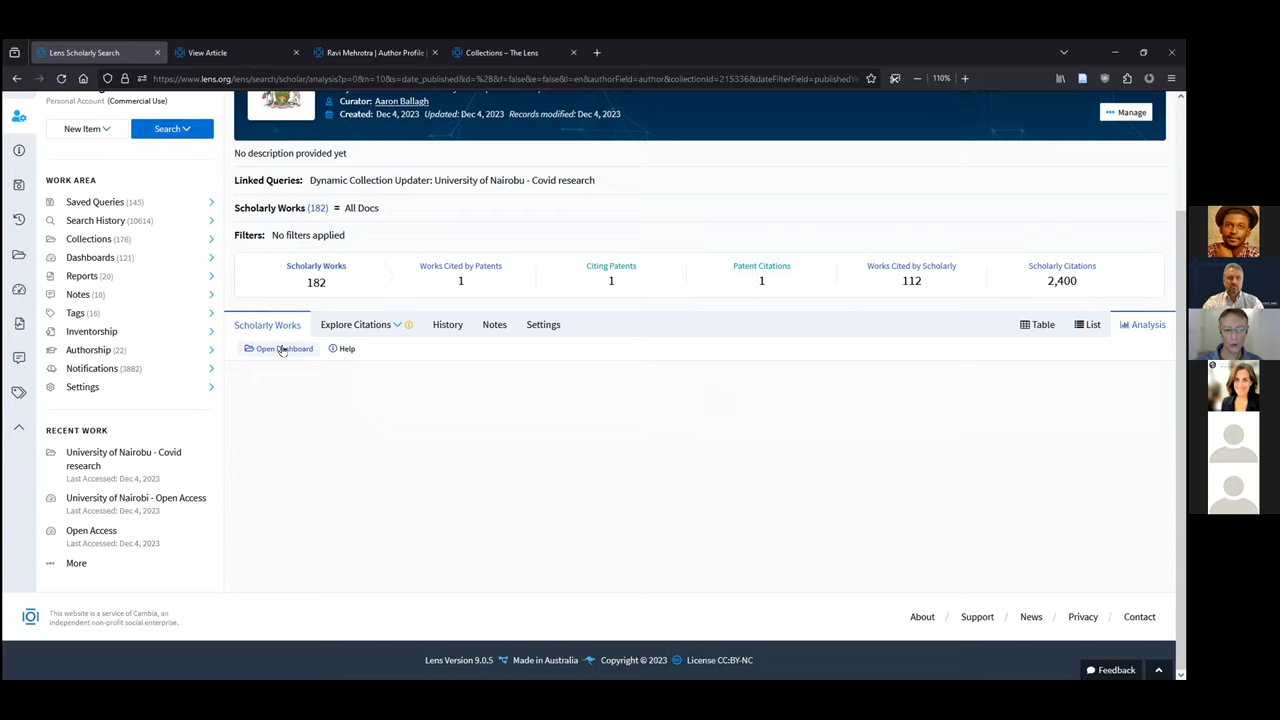 Lens Scholarly Search
View Article
Ravi Mehrotra | Author Profile |
Collections – The Lens
https://www.lens.org/lens/search/scholar/analysis?p=0&n=10&s=date_published&d=%2B&f=false&e=false&l=en&authorField=author&collectionId=215336&dateFilterField=publishedY
110%
Personal Account (Commercial Use)
New Item
Search
WORK AREA
Saved Queries (145)
Search History (10614)
Collections (176)
Dashboards (121)
Reports (20)
Notes (10)
Tags (16)
Inventorship
Authorship (22)
Notifications (3882)
Settings
RECENT WORK
University of Nairobu - Covid
research
Last Accessed: Dec 4, 2023
University of Nairobi - Open Access
Last Accessed: Dec 4, 2023
Open Access
Last Accessed: Dec 4, 2023
More
Curator: Aaron Ballagh
Created: Dec 4, 2023 Updated: Dec 4, 2023 Records modified: Dec 4, 2023
Manage
No description provided yet
Linked Queries: Dynamic Collection Updater: University of Nairobu - Covid research
Scholarly Works (182) = All Docs
Filters: No filters applied
Scholarly Works
182
Works Cited by Patents
1
Citing Patents
1
Patent Citations
1
Works Cited by Scholarly
112
Scholarly Citations
2,400
Scholarly Works
Explore Citations
History
Notes
Settings
Table
List
Analysis
Open Dashboard
Help
This website is a service of Cambia, an
independent non-profit social enterprise.
About / Support / News / Privacy / Contact
Lens Version 9.0.5 Made in Australia Copyright © 2023 License CC:BY-NC
Feedback